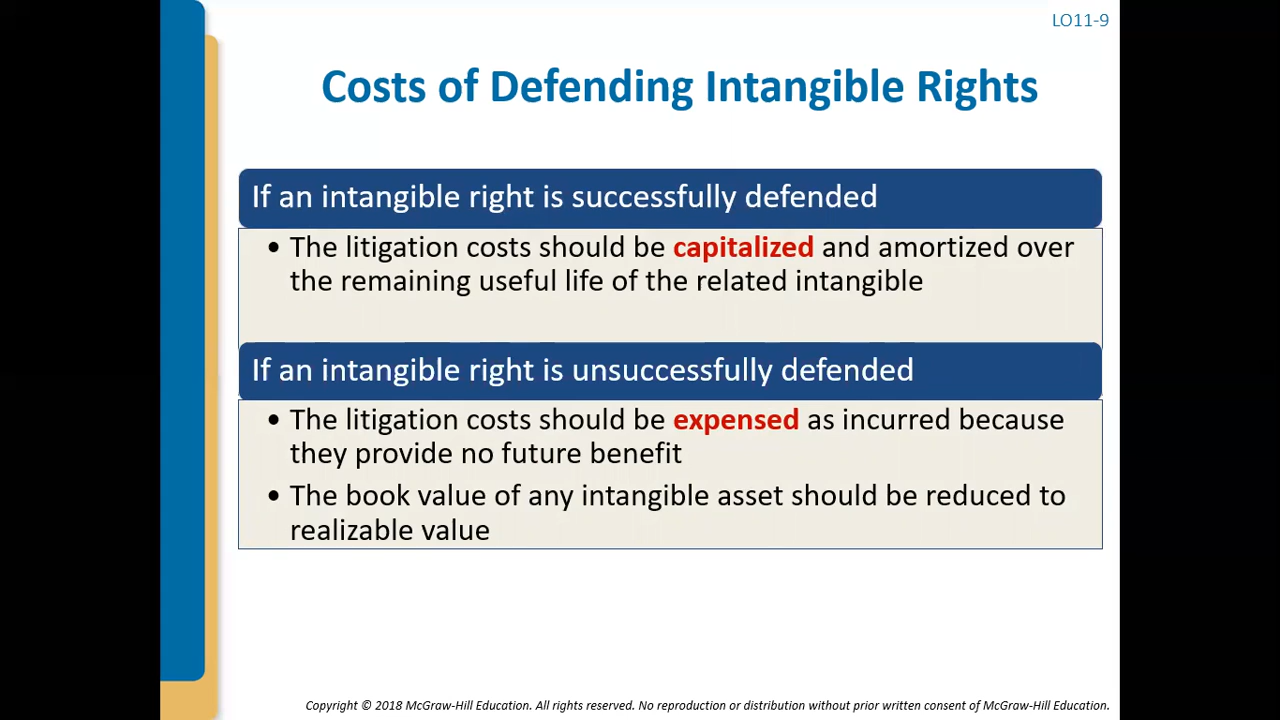 LO11-9
Costs of Defending Intangible Rights
If an intangible right is successfully defended
• The litigation costs should be capitalized and amortized over
the remaining useful life of the related intangible
If an intangible right is unsuccessfully defended
• The litigation costs should be expensed as incurred because
they provide no future benefit
• The book value of any intangible asset should be reduced to
realizable value
Copyright © 2018 McGraw-Hill Education. All rights reserved. No reproduction or distribution without prior written consent of McGraw-Hill Education.